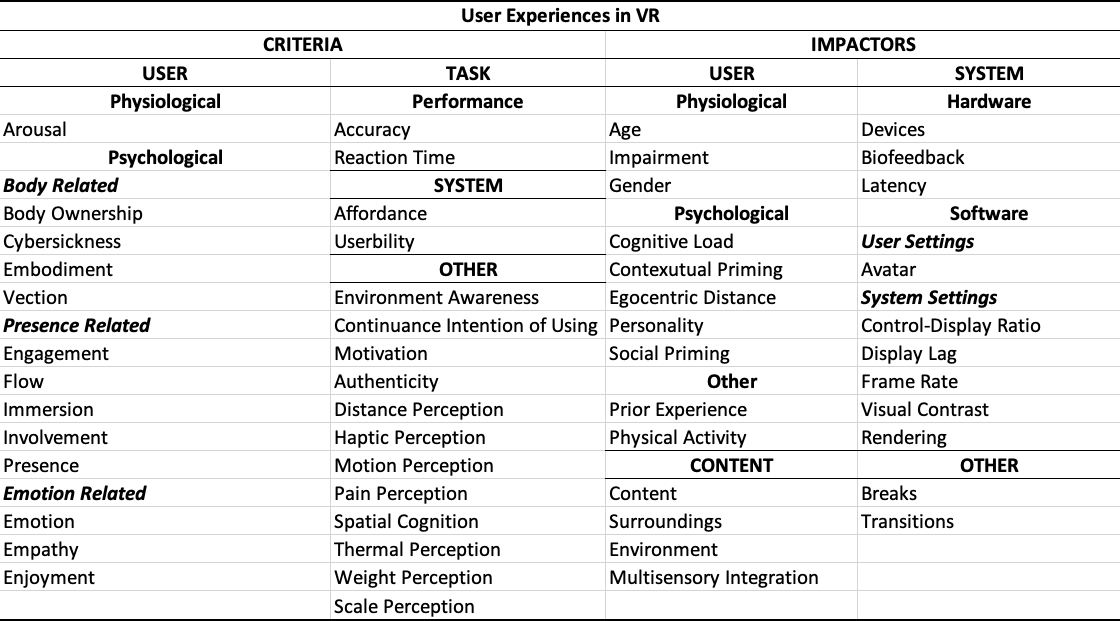 User Experiences in VR
CRITERIA IMPACTORS
USER TASK USER SYSTEM
Physiological Performance Physiological Hardware
Arousal Accuracy Age Devices
Psychological Reaction Time Impairment Biofeedback
Body Related SYSTEM Gender Latency
Body Ownership Affordance Psychological Software
Cybersickness Userbility Cognitive Load User Settings
Embodiment OTHER Contexutual Priming Avatar
Vection Environment Awareness Egocentric Distance System Settings
Presence Related Continuance Intention of Using Personality Control-Display Ratio
Engagement Motivation Social Priming Display Lag
Flow Authenticity Other Frame Rate
Immersion Distance Perception Prior Experience Visual Contrast
Involvement Haptic Perception Physical Activity Rendering
Presence Motion Perception CONTENT OTHER
Emotion Related Pain Perception Content Breaks
Emotion Spatial Cognition Surroundings Transitions
Empathy Thermal Perception Environment
Enjoyment Weight Perception Multisensory Integration
Scale Perception